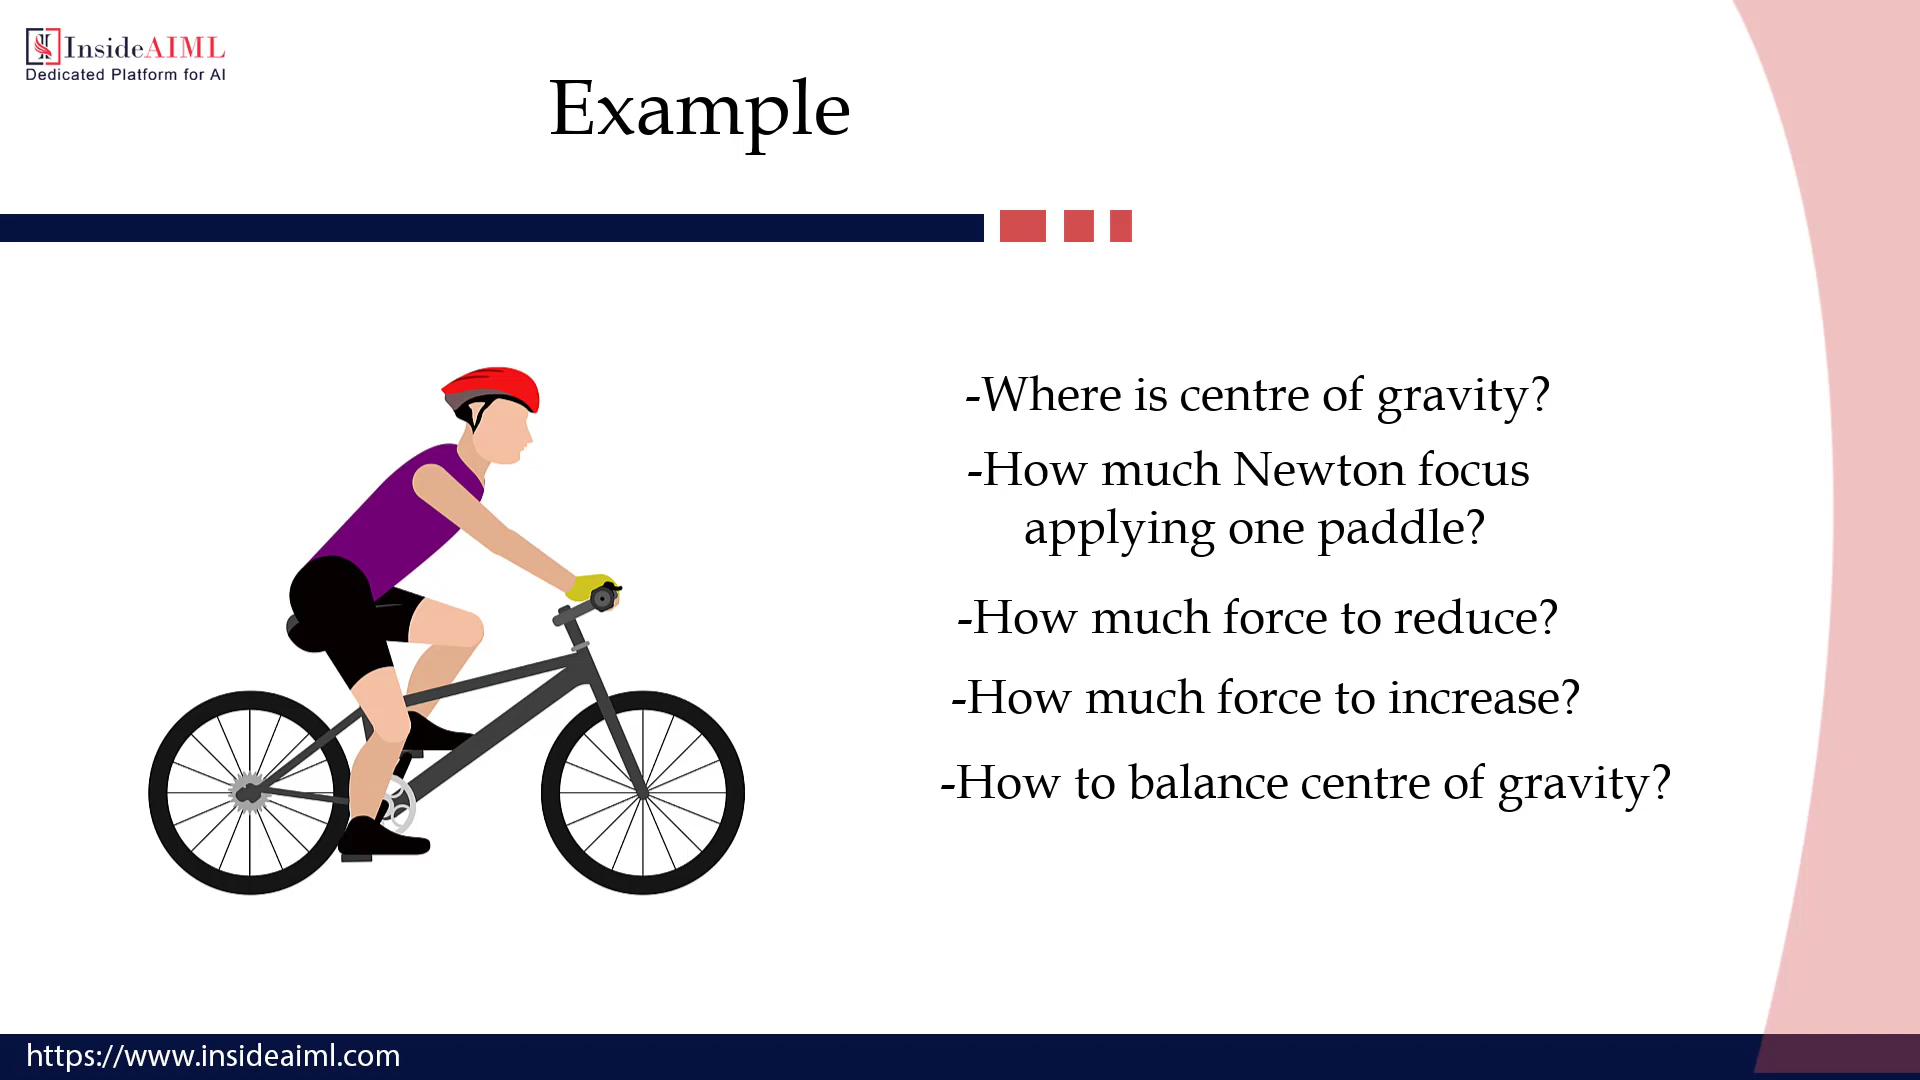 InsideAIML
Dedicated Platform for AI
Example
-Where is centre of gravity?
-How much Newton focus
applying one paddle?
-How much force to reduce?
-How much force to increase?
-How to balance centre of gravity?
https://www.insideaiml.com